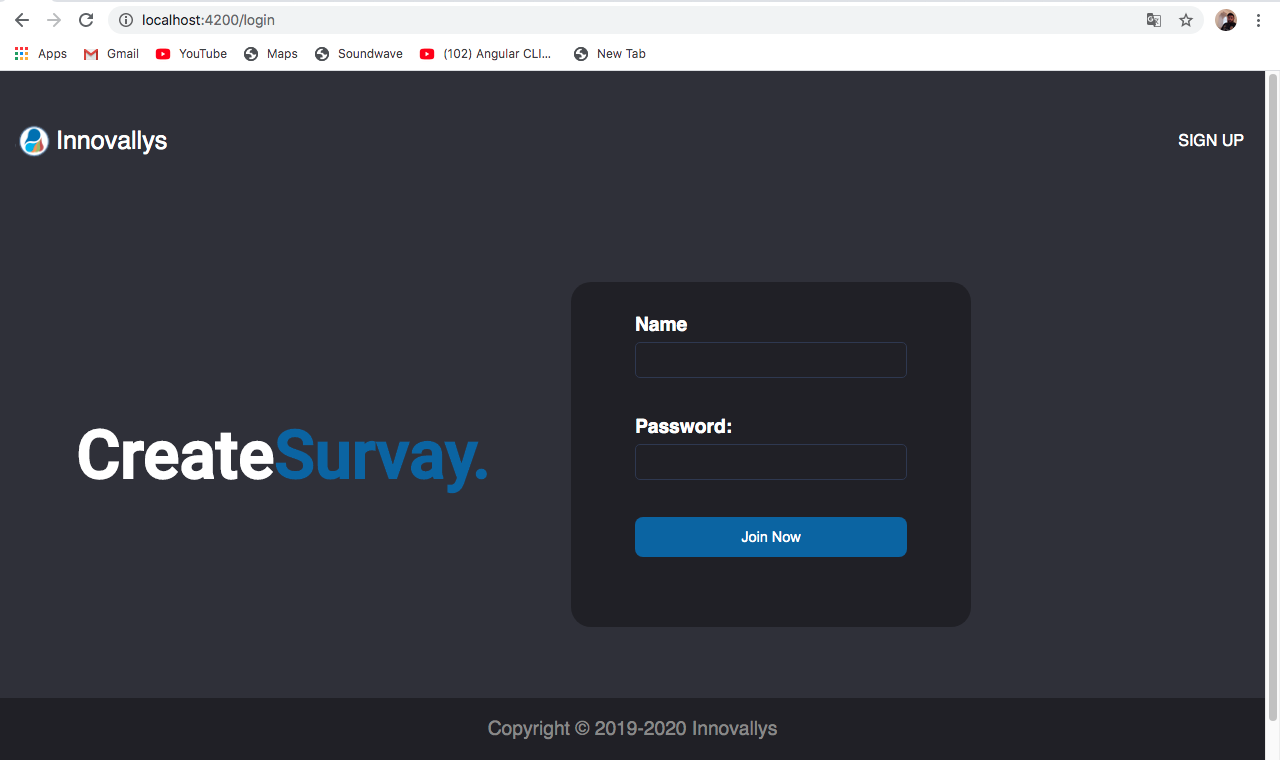 localhost:4200/login
Apps Gmail YouTube Maps Soundwave (102) Angular CLI... New Tab
Innovallys SIGN UP
Name
Password:
CreateSurvay.
Join Now
Copyright © 2019-2020 Innovallys